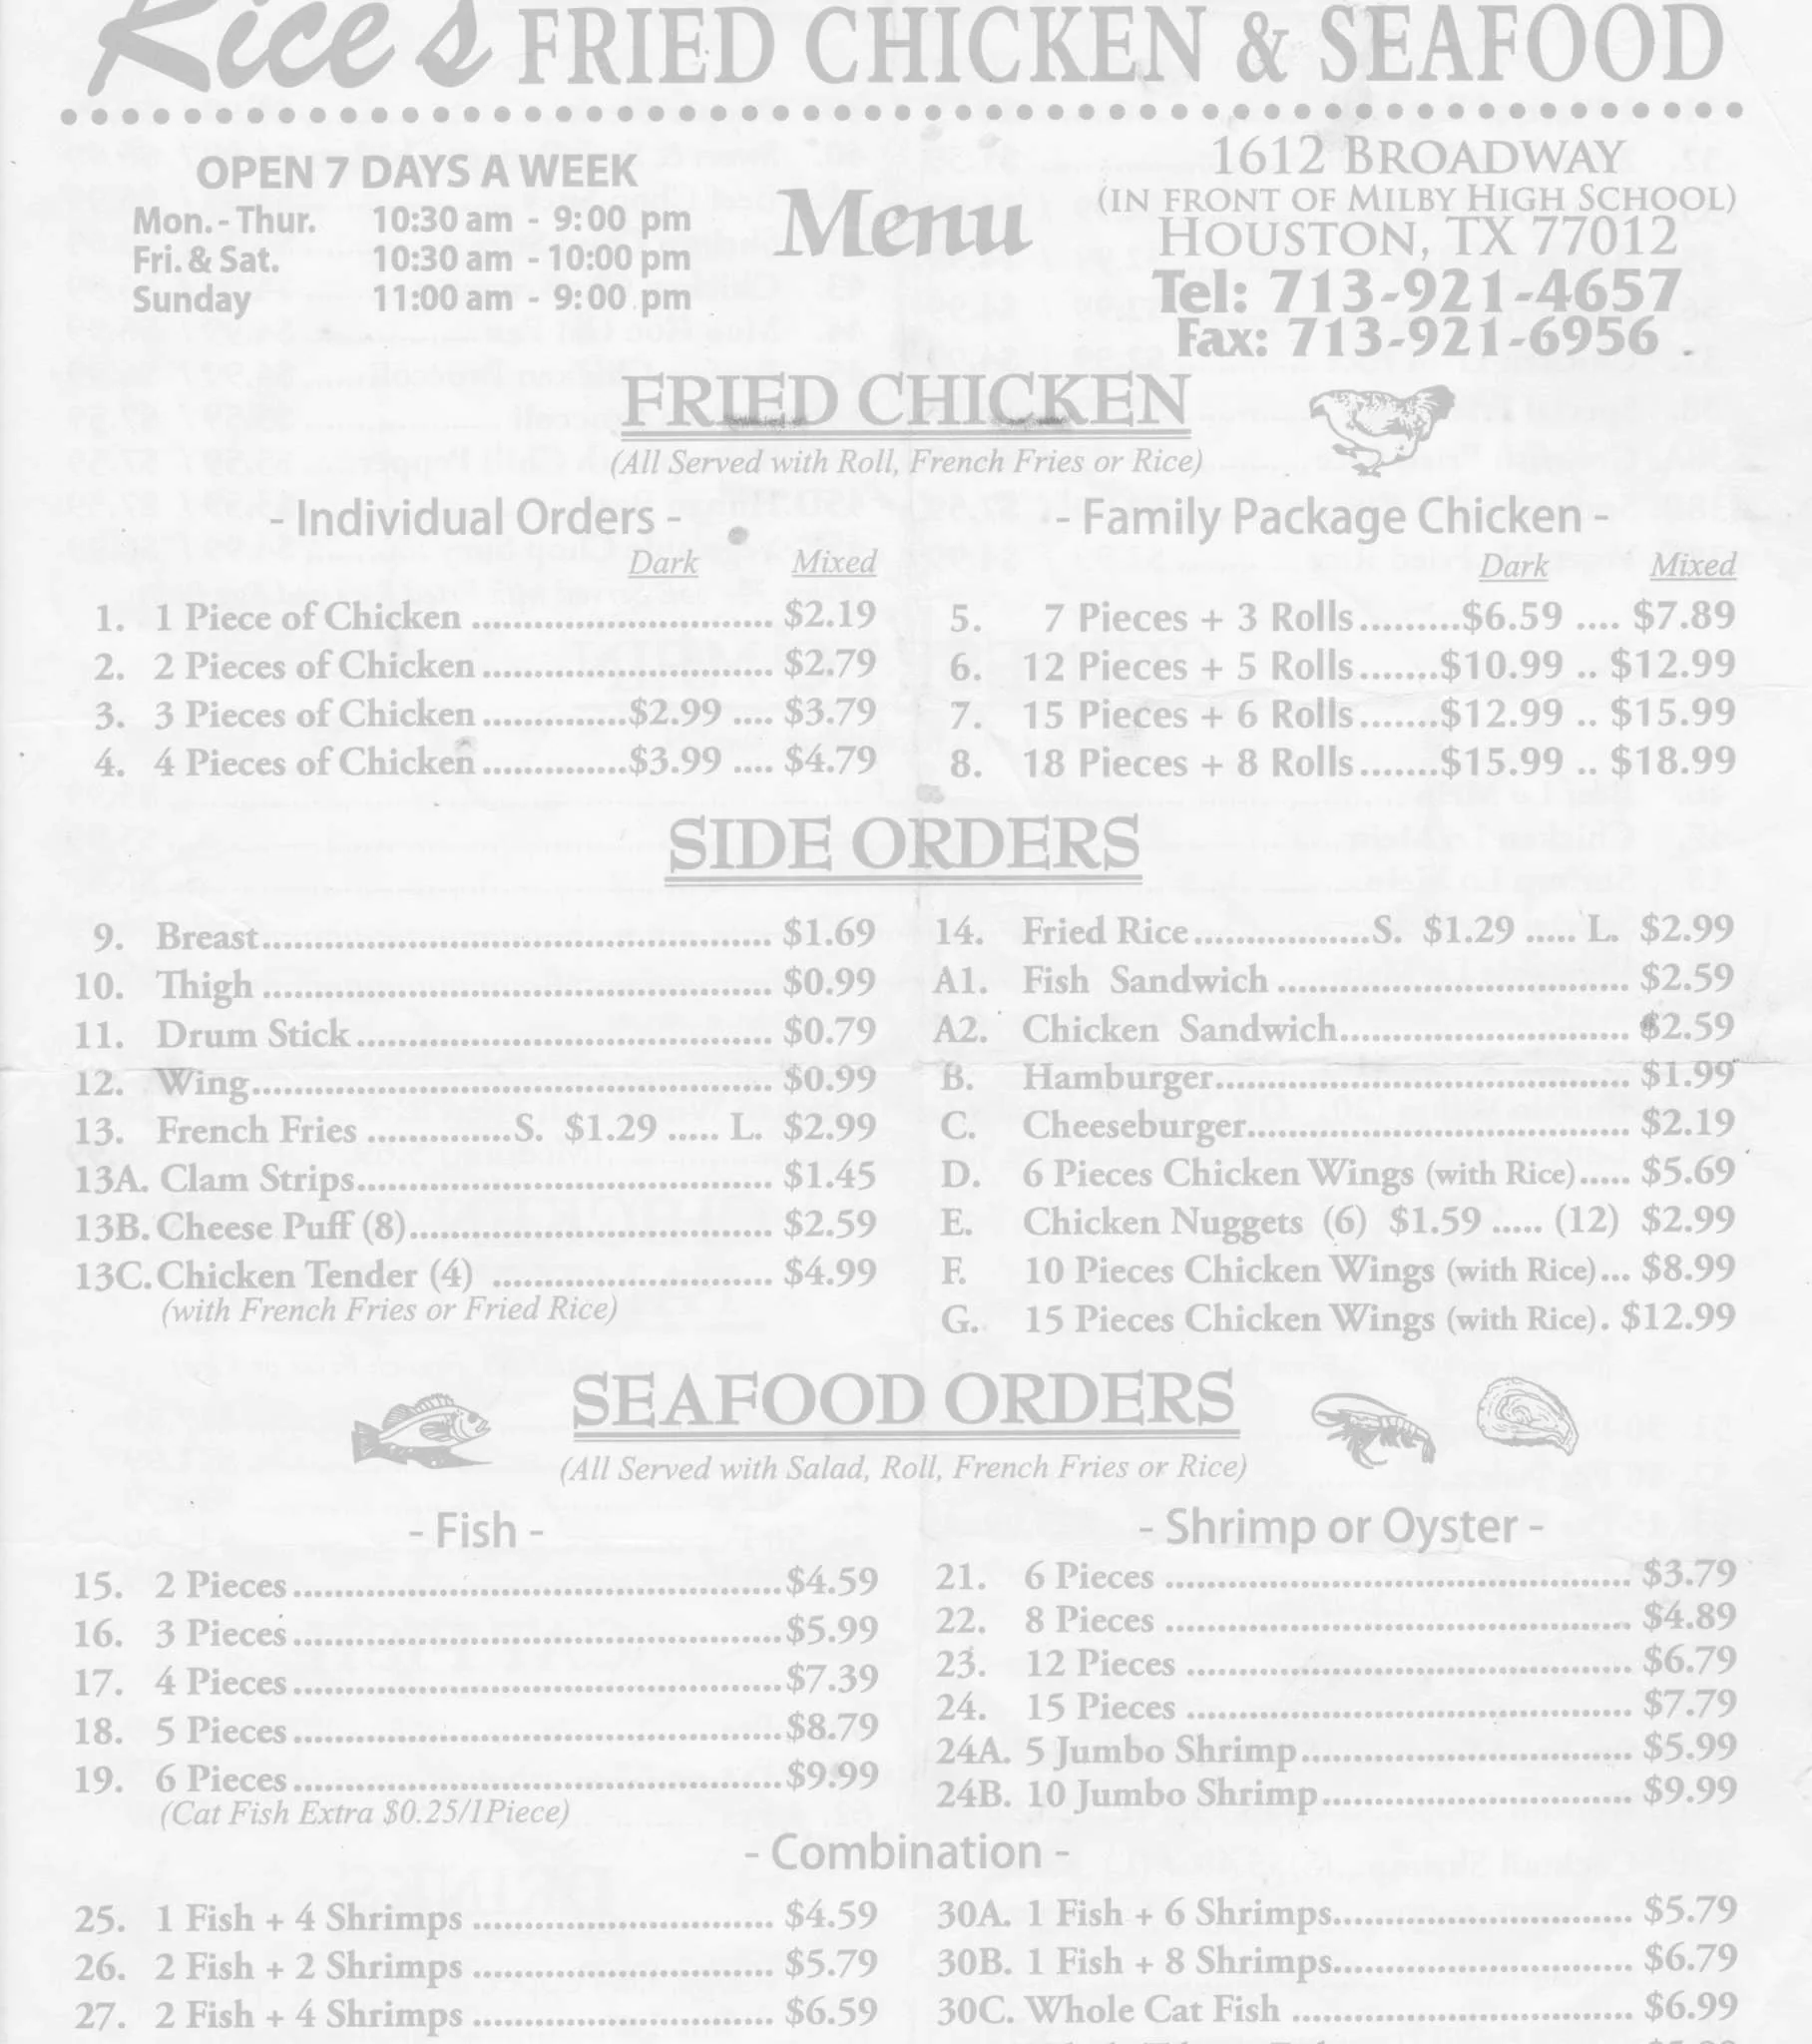 Rice's FRIED CHICKEN & SEAFOOD
OPEN 7 DAYS A WEEK
Mon. - Thur. 10:30 am - 9:00 pm
Fri. & Sat. 10:30 am - 10:00 pm
Sunday 11:00 am - 9:00 pm
Menu
1612 BROADWAY
(IN FRONT OF MILBY HIGH SCHOOL)
HOUSTON, TX 77012
Tel: 713-921-4657
Fax: 713-921-6956
FRIED CHICKEN
(All Served with Roll, French Fries or Rice)
- Individual Orders -
Dark Mixed
1. 1 Piece of Chicken ............................. $2.19
2. 2 Pieces of Chicken ............................ $2.79
3. 3 Pieces of Chicken ..............$2.99 .... $3.79
4. 4 Pieces of Chicken ..............$3.99 .... $4.79
- Family Package Chicken -
Dark Mixed
5. 7 Pieces + 3 Rolls..........$6.59 .... $7.89
6. 12 Pieces + 5 Rolls........$10.99 .. $12.99
7. 15 Pieces + 6 Rolls........$12.99 .. $15.99
8. 18 Pieces + 8 Rolls........$15.99 .. $18.99
SIDE ORDERS
9. Breast.................................................. $1.69
10. Thigh .................................................. $0.99
11. Drum Stick......................................... $0.79
12. Wing................................................... $0.99
13. French Fries ..............S. $1.29 ..... L. $2.99
13A. Clam Strips......................................... $1.45
13B. Cheese Puff (8).................................... $2.59
13C. Chicken Tender (4) ........................... $4.99
(with French Fries or Fried Rice)
14. Fried Rice.................S. $1.29 ..... L. $2.99
A1. Fish Sandwich .................................. $2.59
A2. Chicken Sandwich............................ $2.59
B. Hamburger........................................ $1.99
C. Cheeseburger..................................... $2.19
D. 6 Pieces Chicken Wings (with Rice)..... $5.69
E. Chicken Nuggets (6) $1.59 ..... (12) $2.99
F. 10 Pieces Chicken Wings (with Rice)... $8.99
G. 15 Pieces Chicken Wings (with Rice). $12.99
SEAFOOD ORDERS
(All Served with Salad, Roll, French Fries or Rice)
- Fish -
15. 2 Pieces................................................$4.59
16. 3 Pieces................................................$5.99
17. 4 Pieces................................................$7.39
18. 5 Pieces................................................$8.79
19. 6 Pieces................................................$9.99
(Cat Fish Extra $0.25/1Piece)
- Shrimp or Oyster -
21. 6 Pieces ............................................. $3.79
22. 8 Pieces ............................................. $4.89
23. 12 Pieces ........................................... $6.79
24. 15 Pieces ........................................... $7.79
24A. 5 Jumbo Shrimp................................ $5.99
24B. 10 Jumbo Shrimp.............................. $9.99
- Combination -
25. 1 Fish + 4 Shrimps ............................. $4.59
26. 2 Fish + 2 Shrimps ............................. $5.79
27. 2 Fish + 4 Shrimps ............................. $6.59
30A. 1 Fish + 6 Shrimps............................. $5.79
30B. 1 Fish + 8 Shrimps............................. $6.79
30C. Whole Cat Fish ................................. $6.99